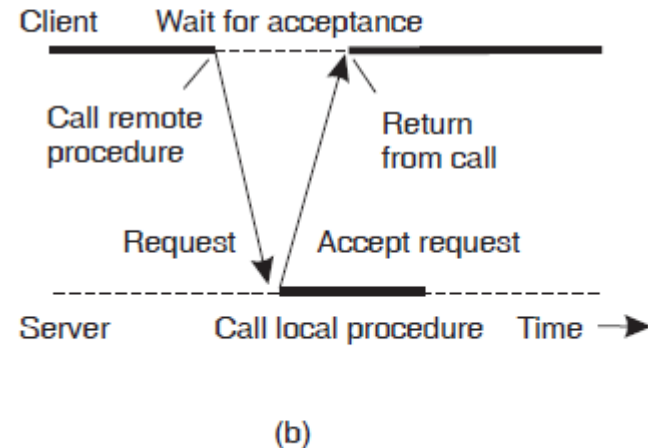 Client Wait for acceptance
Call remote
procedure
Return
from call
Request Accept request
Server Call local procedure Time
(b)